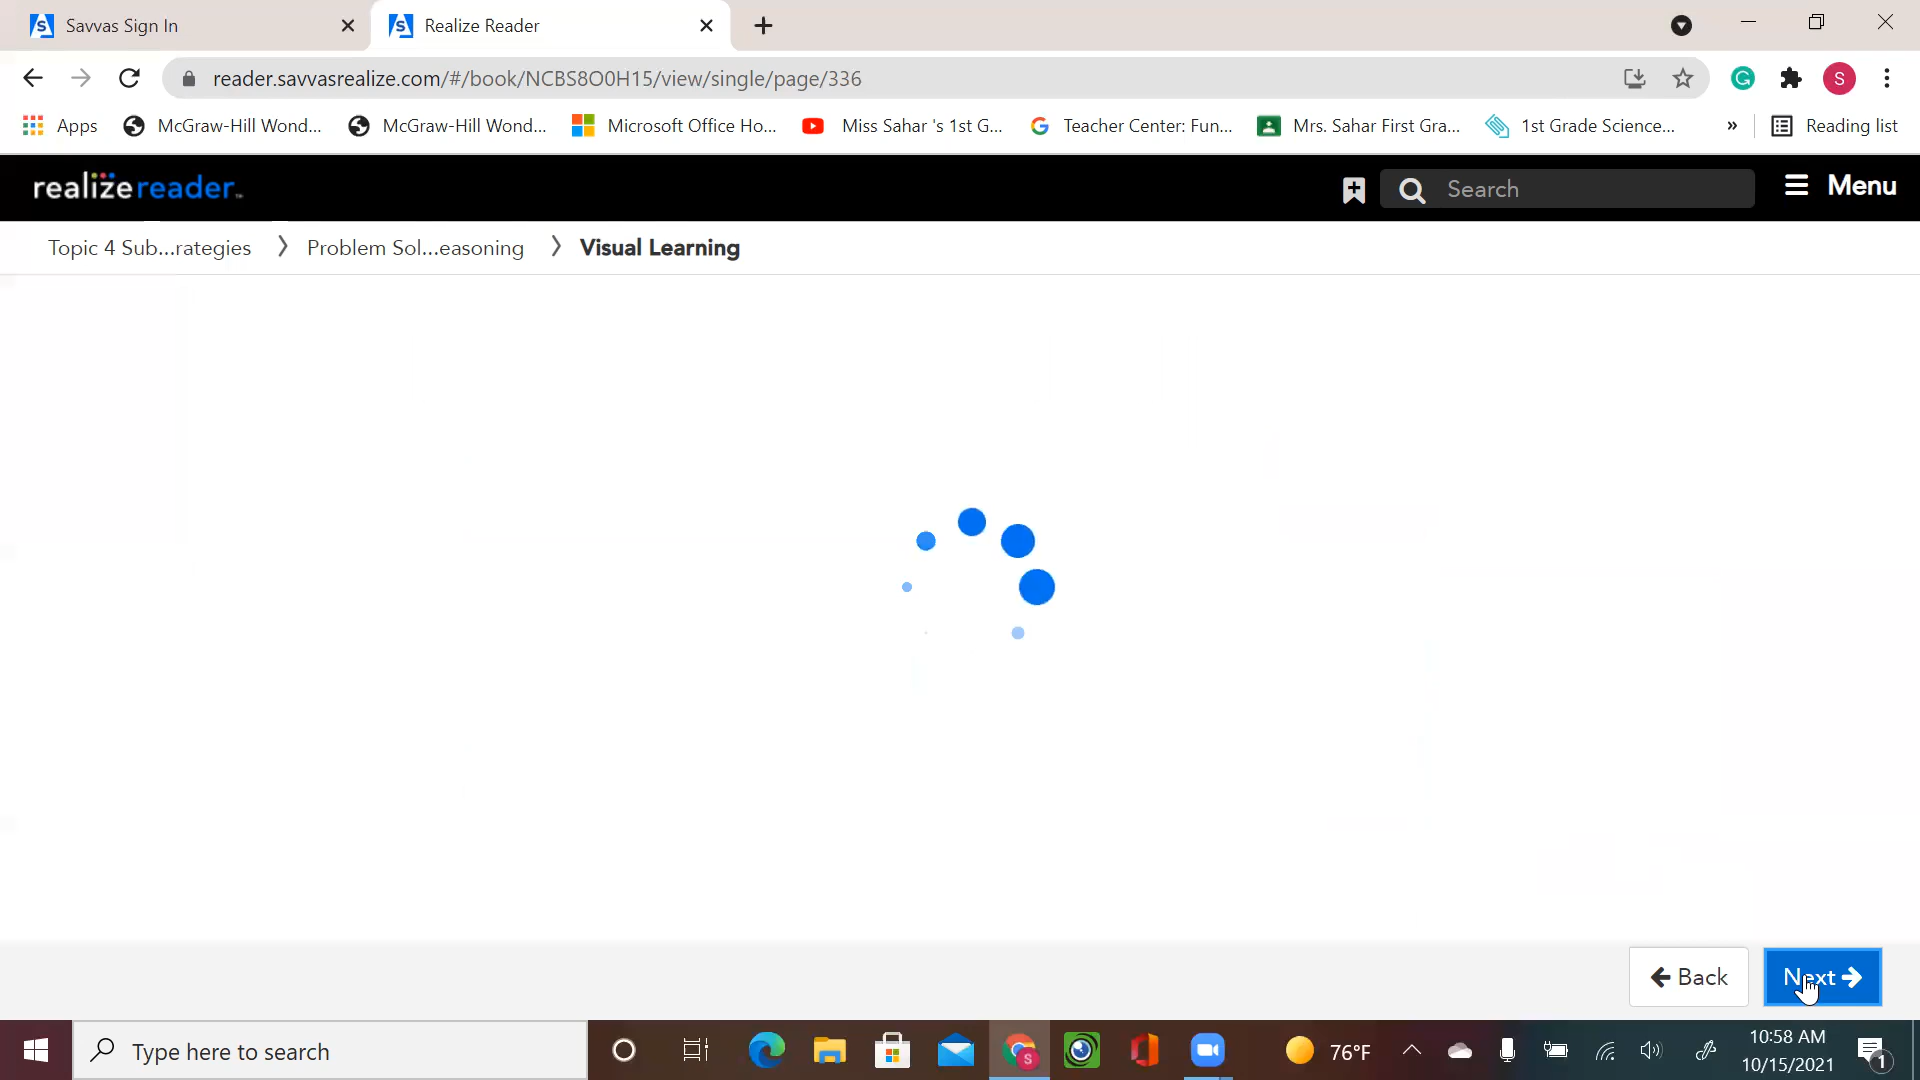 Savvas Sign In
Realize Reader
reader.savvasrealize.com/#/book/NCBS8O0H15/view/single/page/336
S
Apps
McGraw-Hill Wond...
McGraw-Hill Wond...
Microsoft Office Ho...
Miss Sahar 's 1st G...
Teacher Center: Fun...
Mrs. Sahar First Gra...
1st Grade Science...
»
Reading list
realizereader™
Search
Menu
Topic 4 Sub...rategies
Problem Sol...easoning
Visual Learning
Back
Next
Type here to search
76°F
10:58 AM
10/15/2021
1